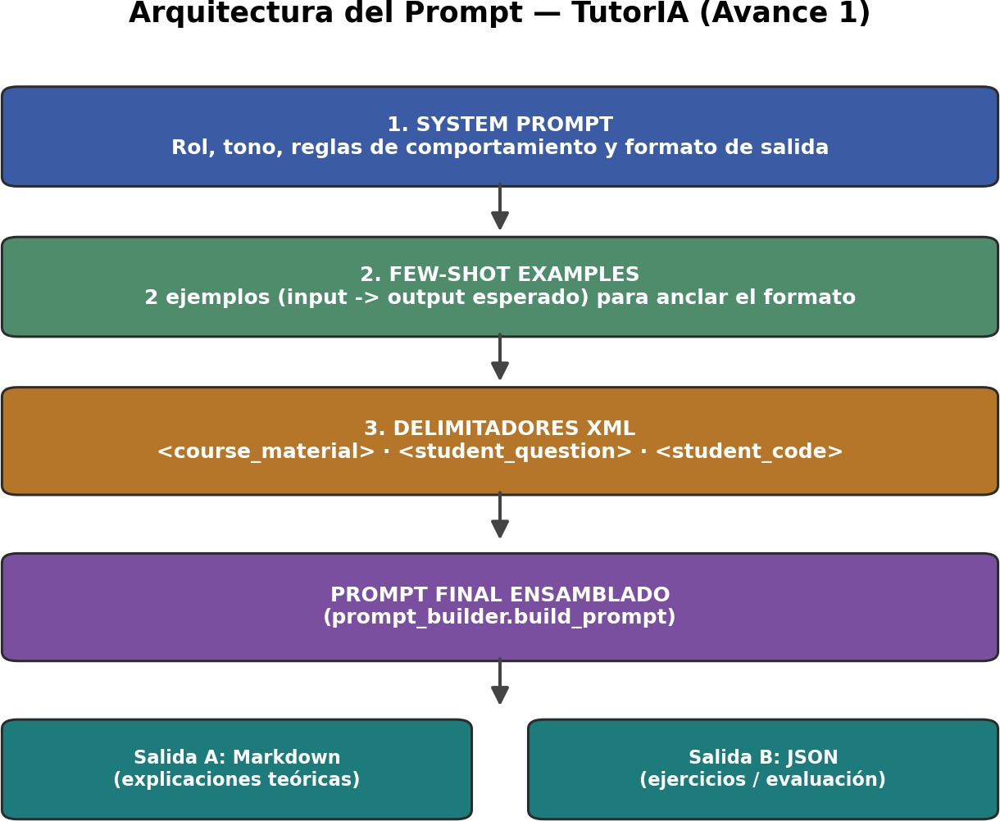 Arquitectura del Prompt — TutorIA (Avance 1)
1. SYSTEM PROMPT
Rol, tono, reglas de comportamiento y formato de salida
2. FEW-SHOT EXAMPLES
2 ejemplos (input -> output esperado) para anclar el formato
3. DELIMITADORES XML
<course_material> · <student_question> · <student_code>
PROMPT FINAL ENSAMBLADO
(prompt_builder.build_prompt)
Salida A: Markdown
(explicaciones teóricas)
Salida B: JSON
(ejercicios / evaluación)